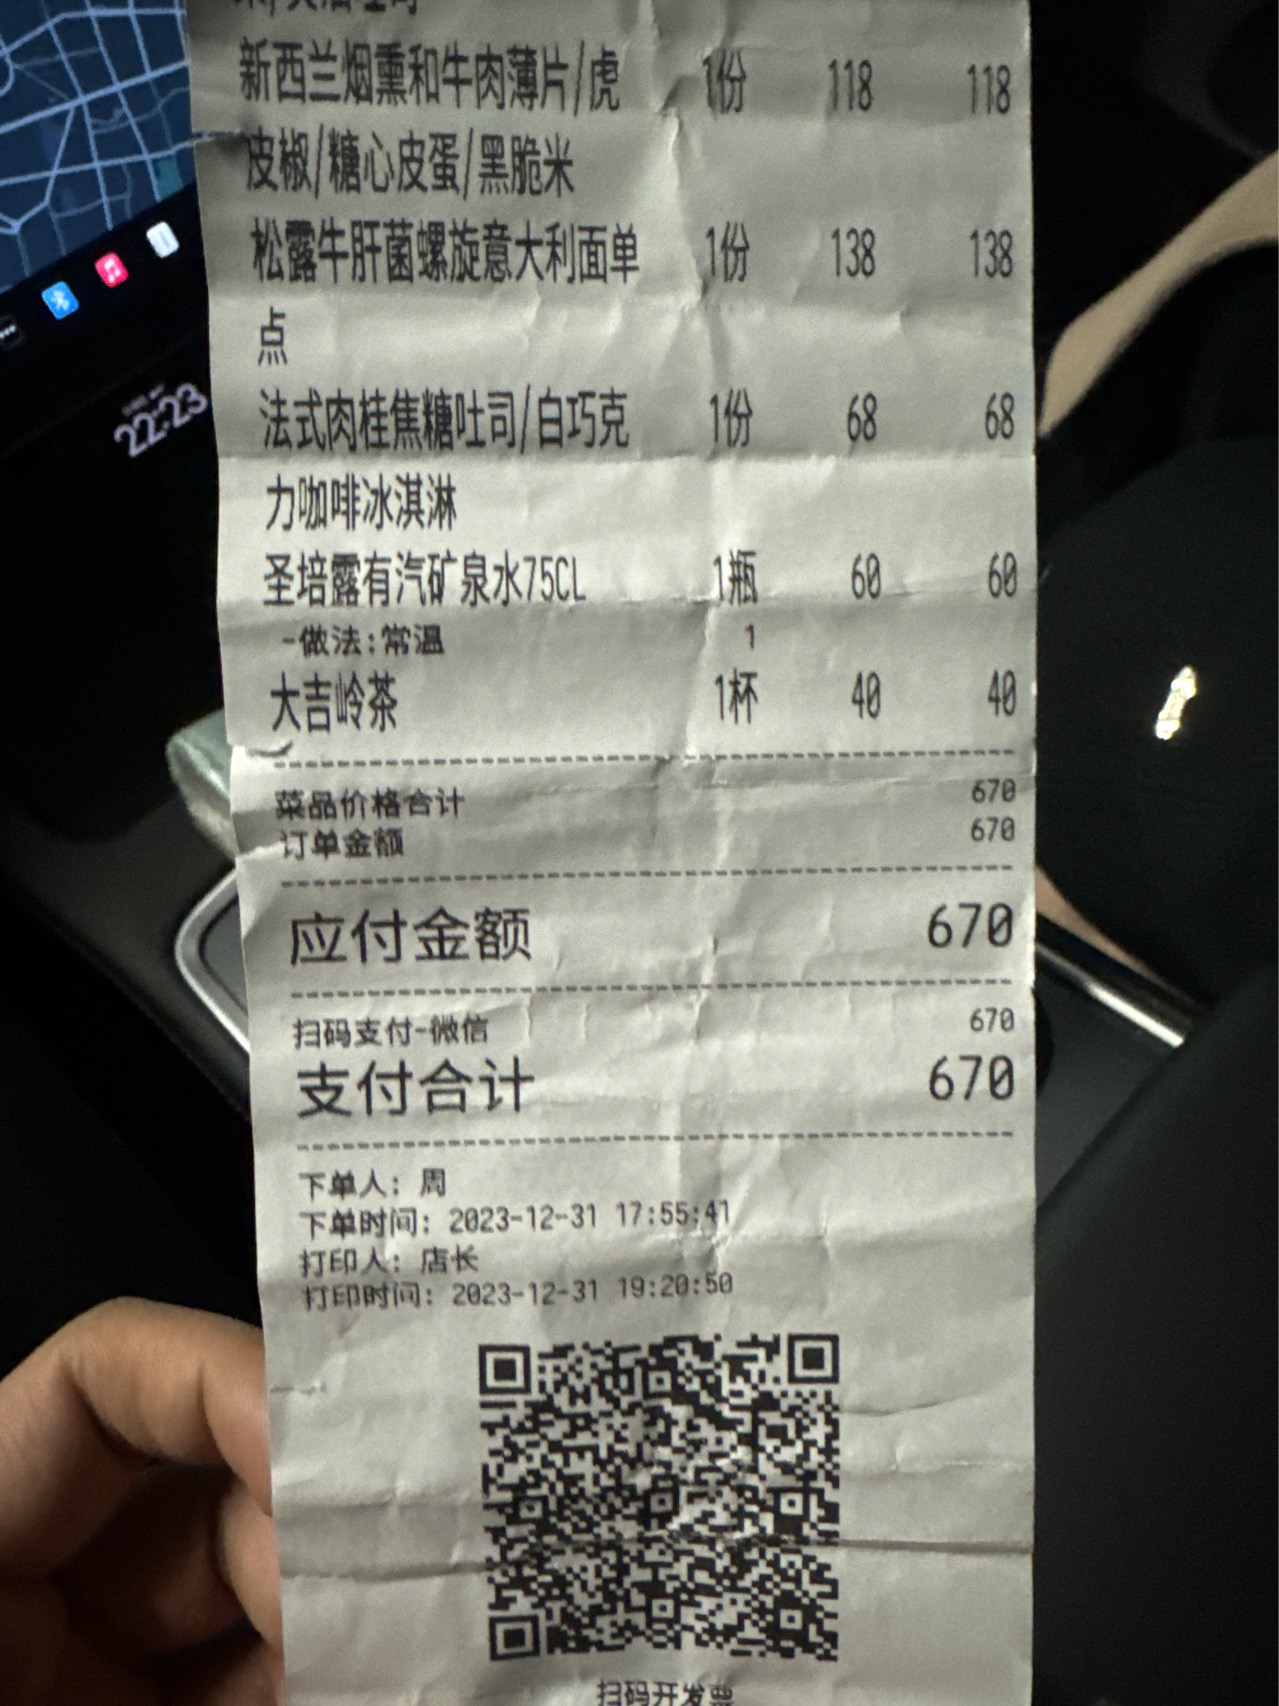 新西兰烟熏和牛肉薄片/虎 1份 118 118
皮椒/糖心皮蛋/黑脆米
松露牛肝菌螺旋意大利面单 1份 138 138
点
法式肉桂焦糖吐司/白巧克 1份 68 68
力咖啡冰淇淋
圣培露有汽矿泉水75CL 1瓶 60 60
-做法:常温 1
大吉岭茶 1杯 40 40
菜品价格合计 670
订单金额 670
应付金额 670
扫码支付-微信 670
支付合计 670
下单人: 周
下单时间: 2023-12-31 17:55:41
打印人: 店长
打印时间: 2023-12-31 19:20:50
扫码开发票
22:23